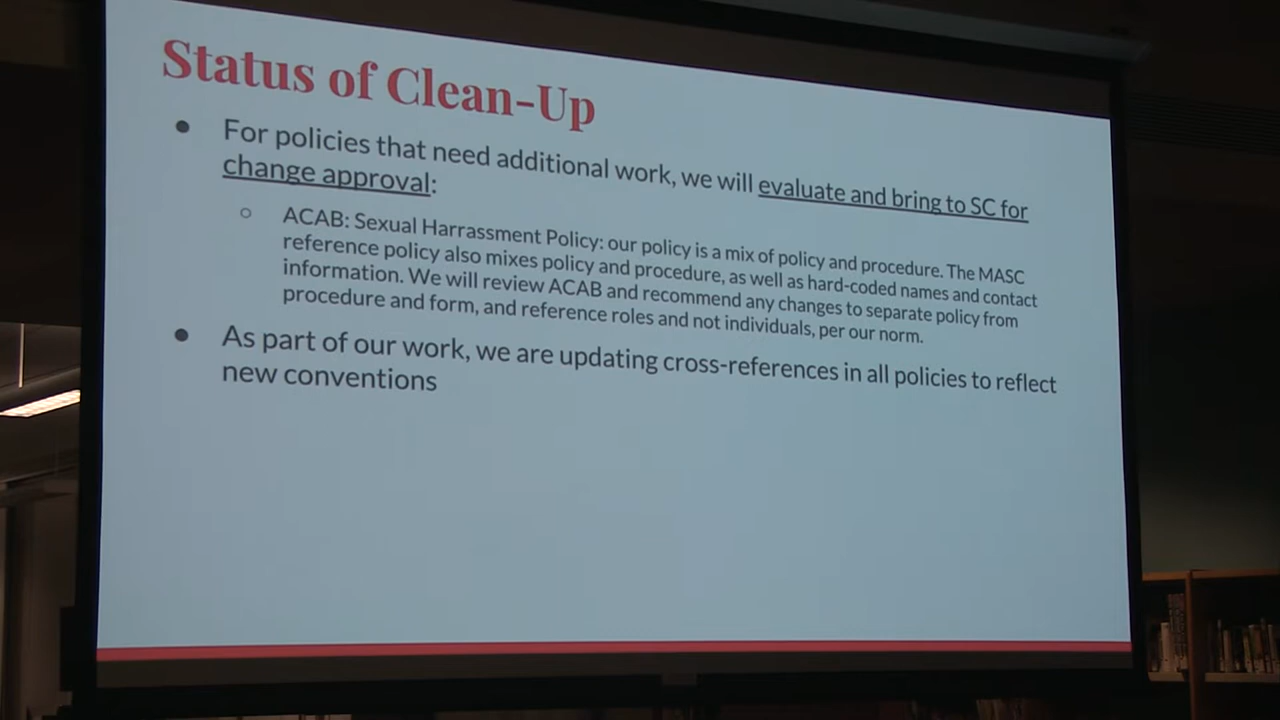 Status of Clean-Up
● For policies that need additional work, we will evaluate and bring to SC for
change approval:
○ ACAB: Sexual Harrassment Policy: our policy is a mix of policy and procedure. The MASC
reference policy also mixes policy and procedure, as well as hard-coded names and contact
information. We will review ACAB and recommend any changes to separate policy from
procedure and form, and reference roles and not individuals, per our norm.
● As part of our work, we are updating cross-references in all policies to reflect
new conventions